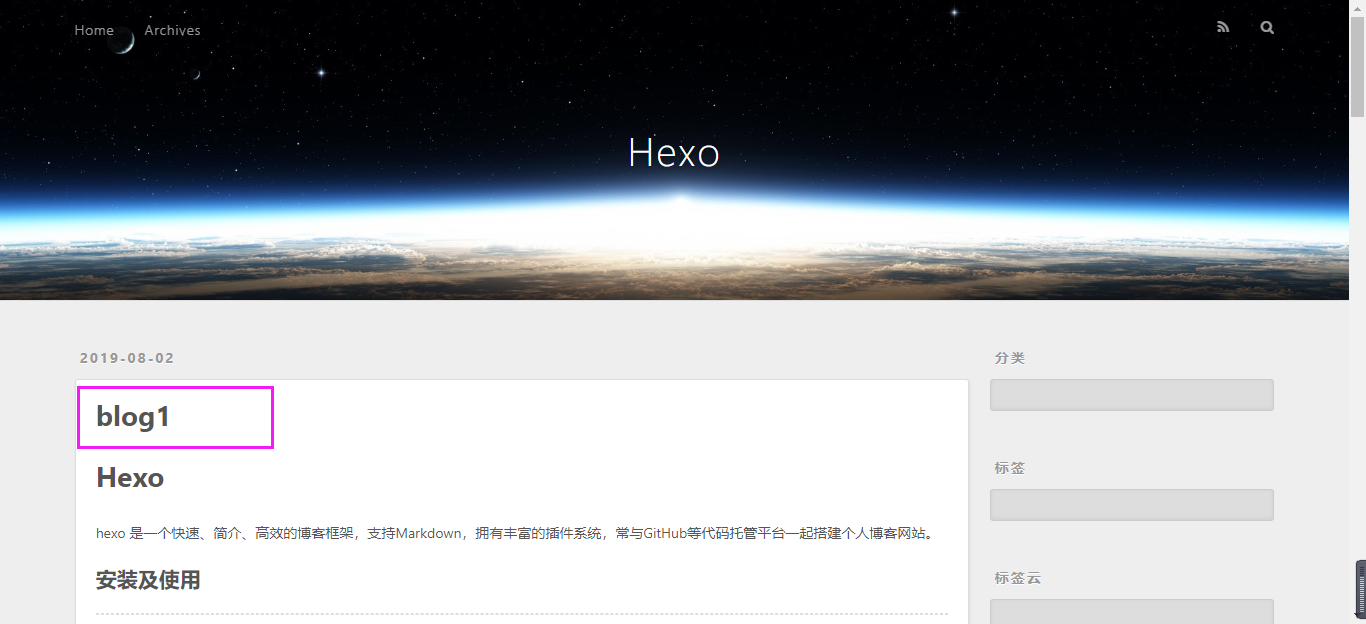 Home
Archives
Hexo
2019-08-02
blog1
Hexo
hexo 是一个快速、简介、高效的博客框架，支持Markdown，拥有丰富的插件系统，常与GitHub等代码托管平台一起搭建个人博客网站。
安装及使用
分类
标签
标签云